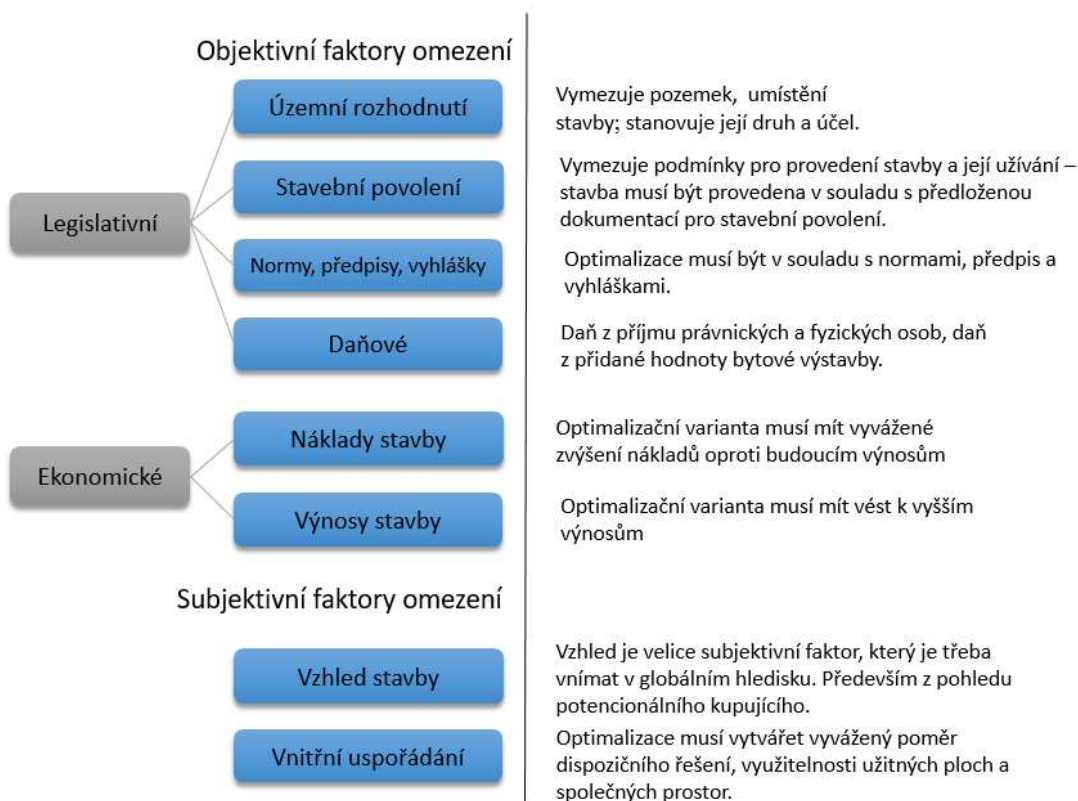 Objektivní faktory omezení
Legislativní
Územní rozhodnutí
Vymezuje pozemek, umístění
stavby; stanovuje její druh a účel.
Stavební povolení
Vymezuje podmínky pro provedení stavby a její užívání –
stavba musí být provedena v souladu s předloženou
dokumentací pro stavební povolení.
Normy, předpisy, vyhlášky
Optimalizace musí být v souladu s normami, předpis a
vyhláškami.
Daňové
Daň z příjmu právnických a fyzických osob, daň
z přidané hodnoty bytové výstavby.
Ekonomické
Náklady stavby
Optimalizační varianta musí mít vyvážené
zvýšení nákladů oproti budoucím výnosům
Výnosy stavby
Optimalizační varianta musí mít vést k vyšším
výnosům
Subjektivní faktory omezení
Vzhled stavby
Vzhled je velice subjektivní faktor, který je třeba
vnímat v globálním hledisku. Především z pohledu
potencionálního kupujícího.
Vnitřní uspořádání
Optimalizace musí vytvářet vyvážený poměr
dispozičního řešení, využitelnosti užitných ploch a
společných prostor.